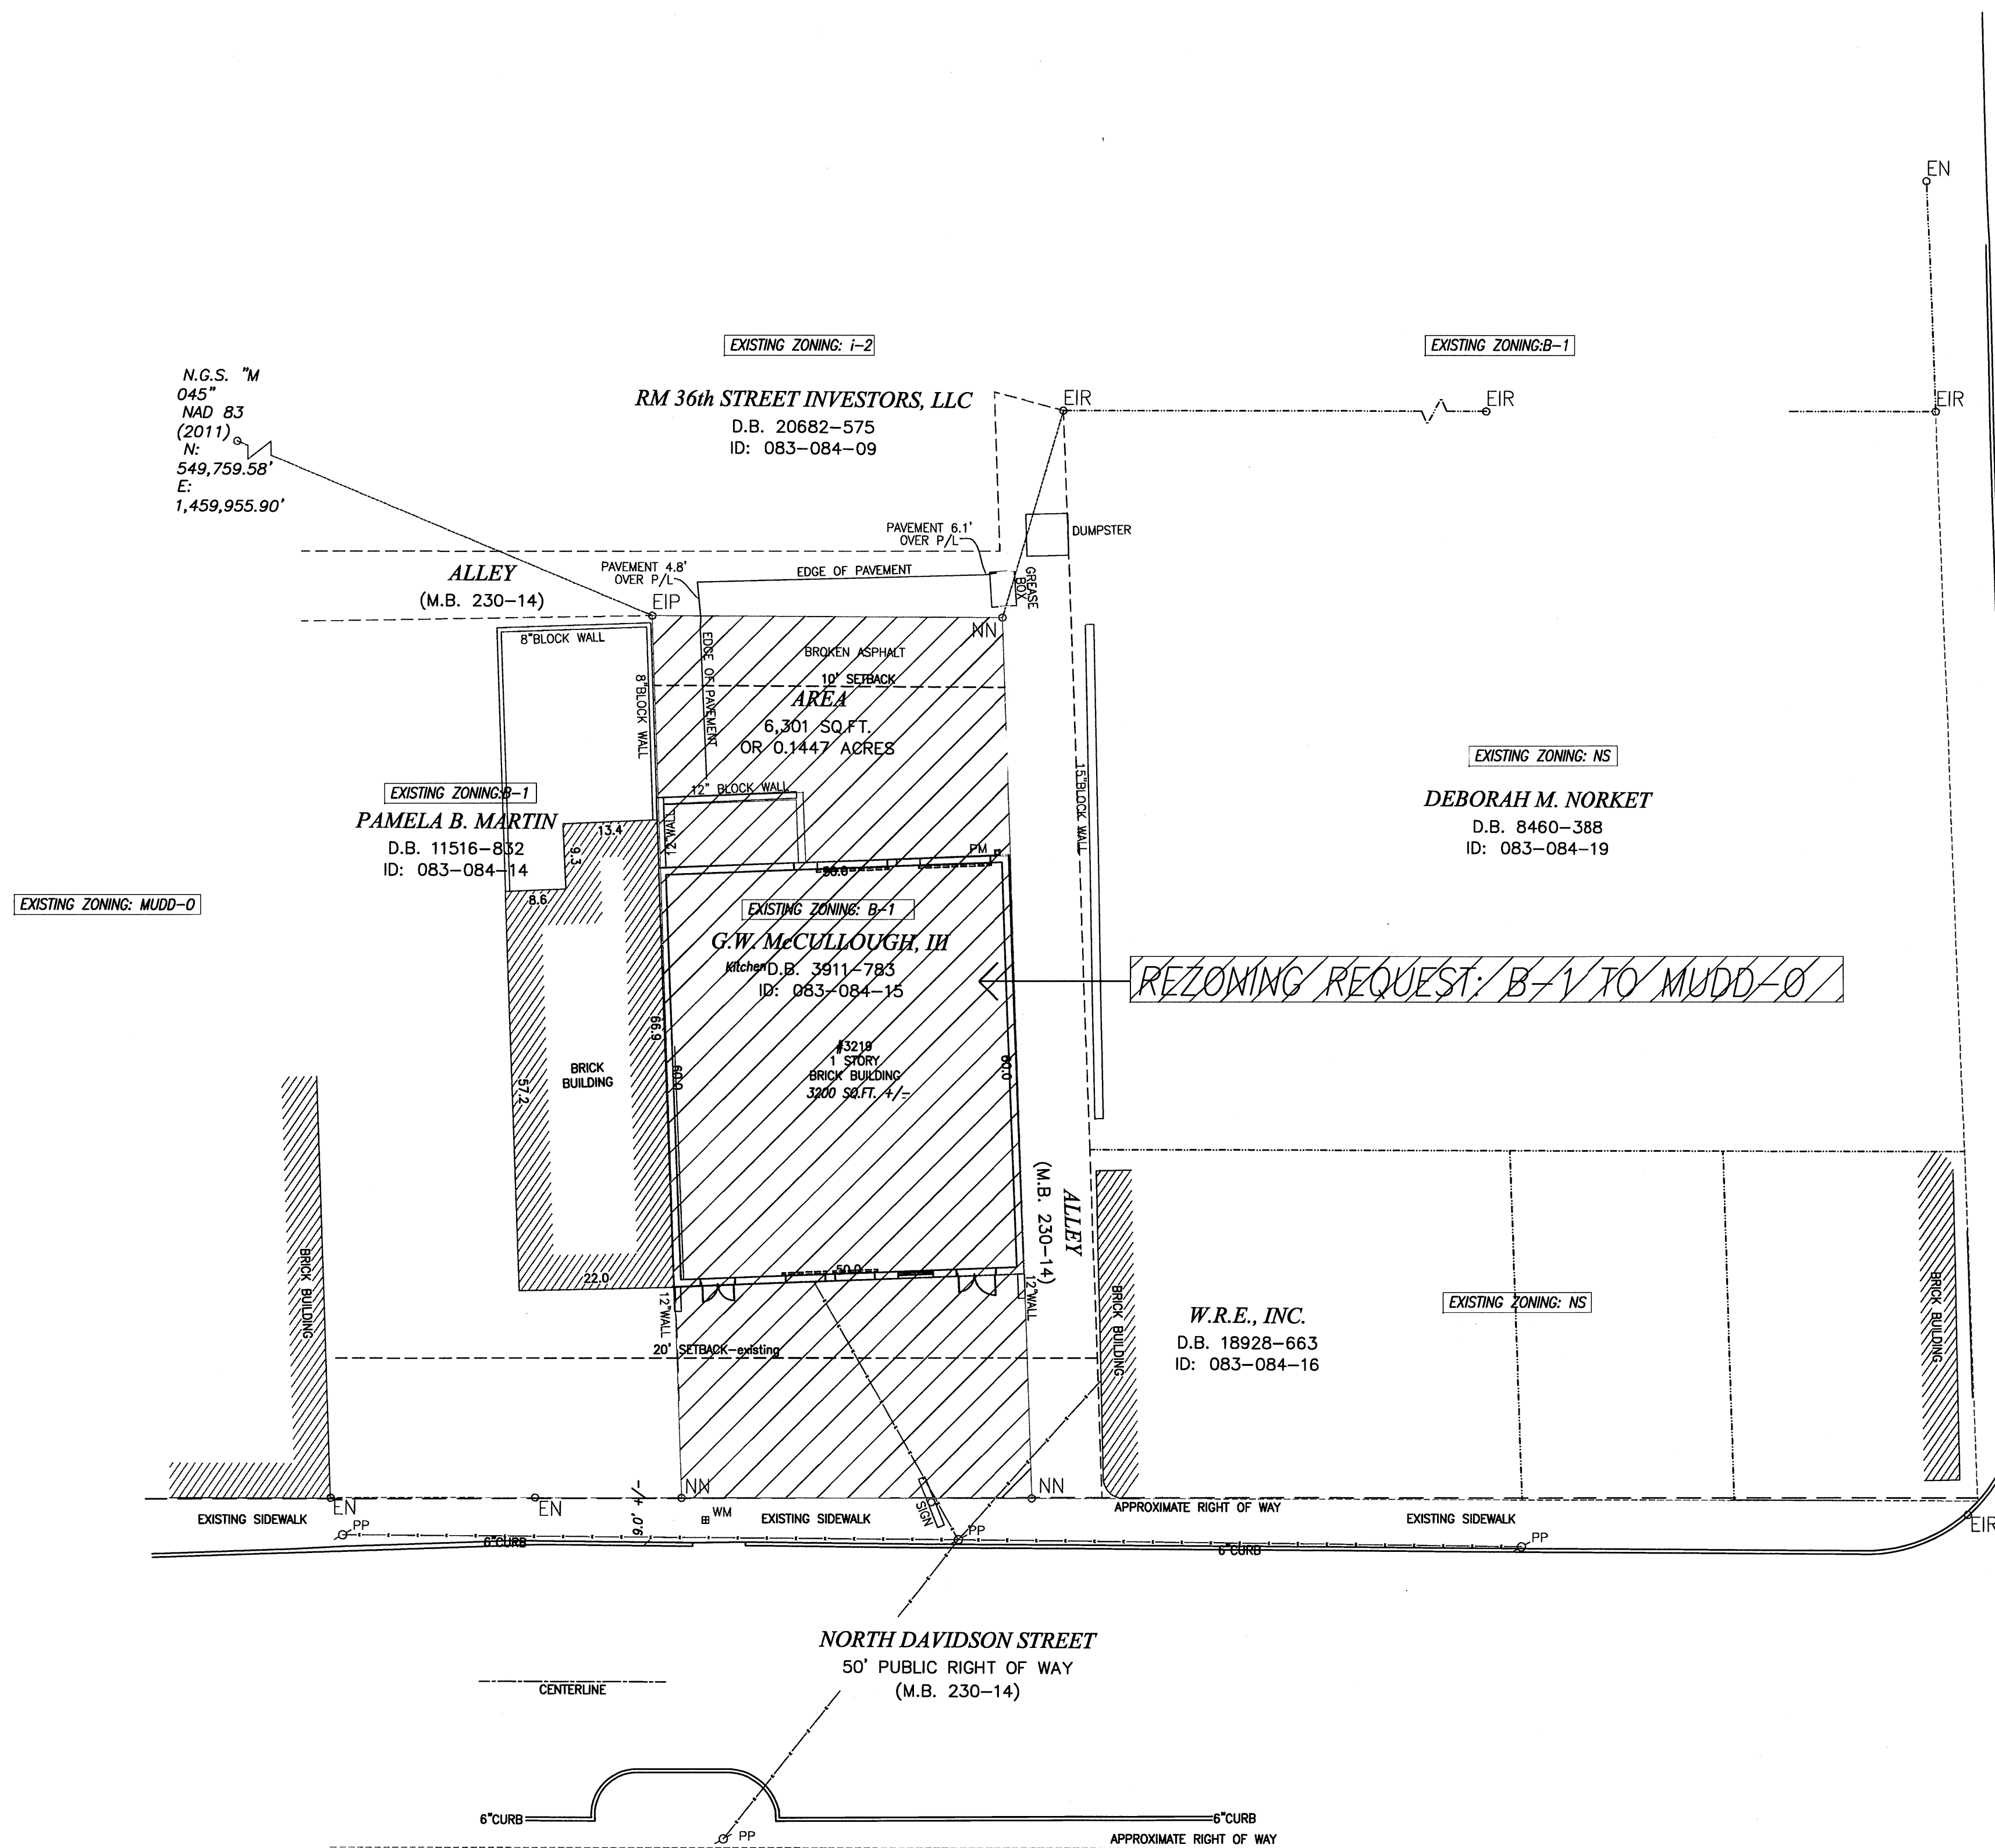 EN
EXISTING ZONING: i-2
EXISTING ZONING:B-1
N.G.S. "M
045"
NAD 83
(2011)
N:
549,759.58'
E:
1,459,955.90'
RM 36th STREET INVESTORS, LLC
D.B. 20682-575
ID: 083-084-09
EIR
EIR
EIR
PAVEMENT 6.1'
OVER P/L
DUMPSTER
GREASE
BOX
ALLEY
(M.B. 230-14)
PAVEMENT 4.8'
OVER P/L
EDGE OF PAVEMENT
EIP
NN
8"BLOCK WALL
8"BLOCK WALL
EDGE OF PAVEMENT
BROKEN ASPHALT
10' SETBACK
AREA
6,301 SQ.FT.
OR 0.1447 ACRES
15"BLOCK WALL
EXISTING ZONING: NS
DEBORAH M. NORKET
D.B. 8460-388
ID: 083-084-19
EXISTING ZONING:B-1
PAMELA B. MARTIN
D.B. 11516-832
ID: 083-084-14
12" BLOCK WALL
12"WALL
13.4
9.3
8.6
PM
50.0
EXISTING ZONING: MUDD-O
EXISTING ZONING: B-1
G.W. McCULLOUGH, III
Kitchen
D.B. 3911-783
ID: 083-084-15
REZONING REQUEST: B-1 TO MUDD-O
66.9
60.0
60.0
57.2
#3219
1 STORY
BRICK BUILDING
3200 SQ.FT. +/-
BRICK
BUILDING
ALLEY
(M.B. 230-14)
22.0
50.0
12"WALL
12"WALL
BRICK BUILDING
BRICK BUILDING
BRICK BUILDING
W.R.E., INC.
D.B. 18928-663
ID: 083-084-16
EXISTING ZONING: NS
20' SETBACK-existing
EN
EN
NN
NN
9.0' +/-
WM
SIGN
EXISTING SIDEWALK
EXISTING SIDEWALK
APPROXIMATE RIGHT OF WAY
EXISTING SIDEWALK
EIR
PP
PP
PP
6"CURB
6"CURB
NORTH DAVIDSON STREET
50' PUBLIC RIGHT OF WAY
(M.B. 230-14)
CENTERLINE
6"CURB
6"CURB
PP
APPROXIMATE RIGHT OF WAY